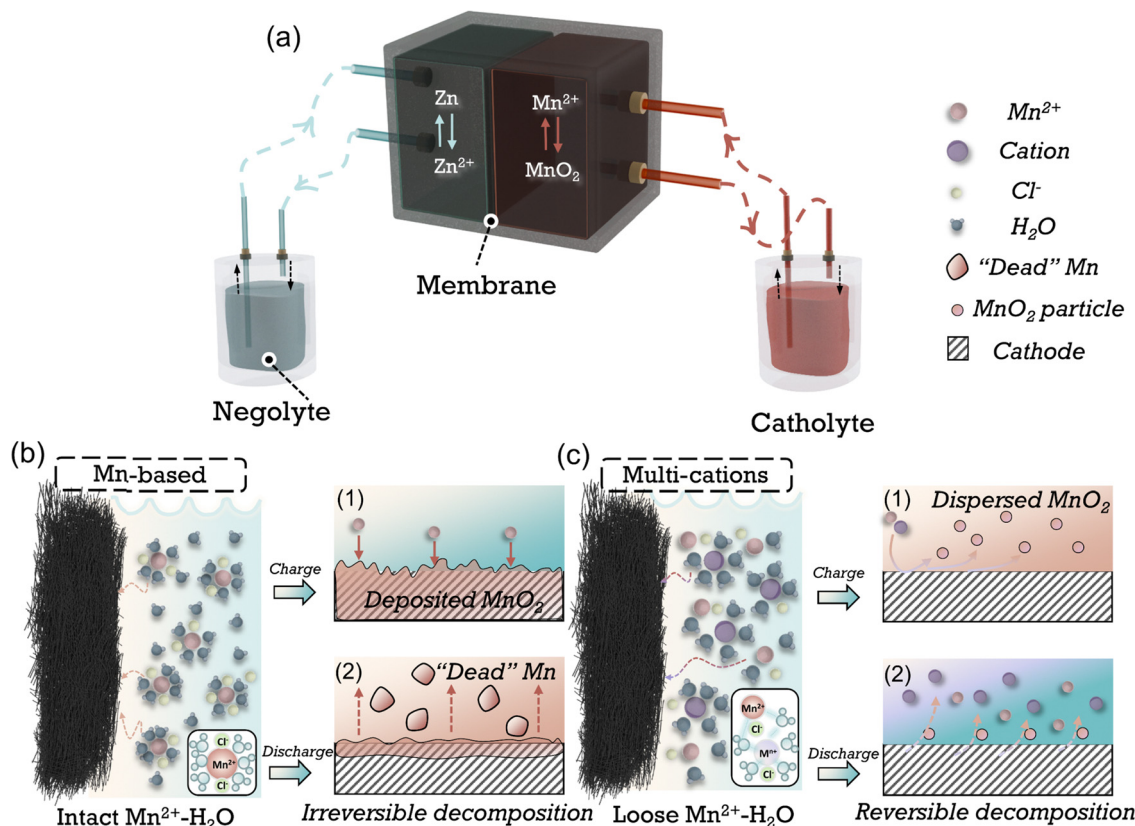 (a)
Zn
Zn²⁺
Mn²⁺
MnO₂
Membrane
Negolyte
Catholyte
Mn²⁺
Cation
Cl⁻
H₂O
“Dead” Mn
MnO₂ particle
Cathode
(b)
Mn-based
Cl⁻
Mn²⁺
Cl⁻
Intact Mn²⁺-H₂O
Charge
Discharge
(1)
Deposited MnO₂
(2)
“Dead” Mn
Irreversible decomposition
(c)
Multi-cations
Mn²⁺
Cl⁻
Mⁿ⁺
Cl⁻
Loose Mn²⁺-H₂O
Charge
Discharge
(1)
Dispersed MnO₂
(2)
Reversible decomposition